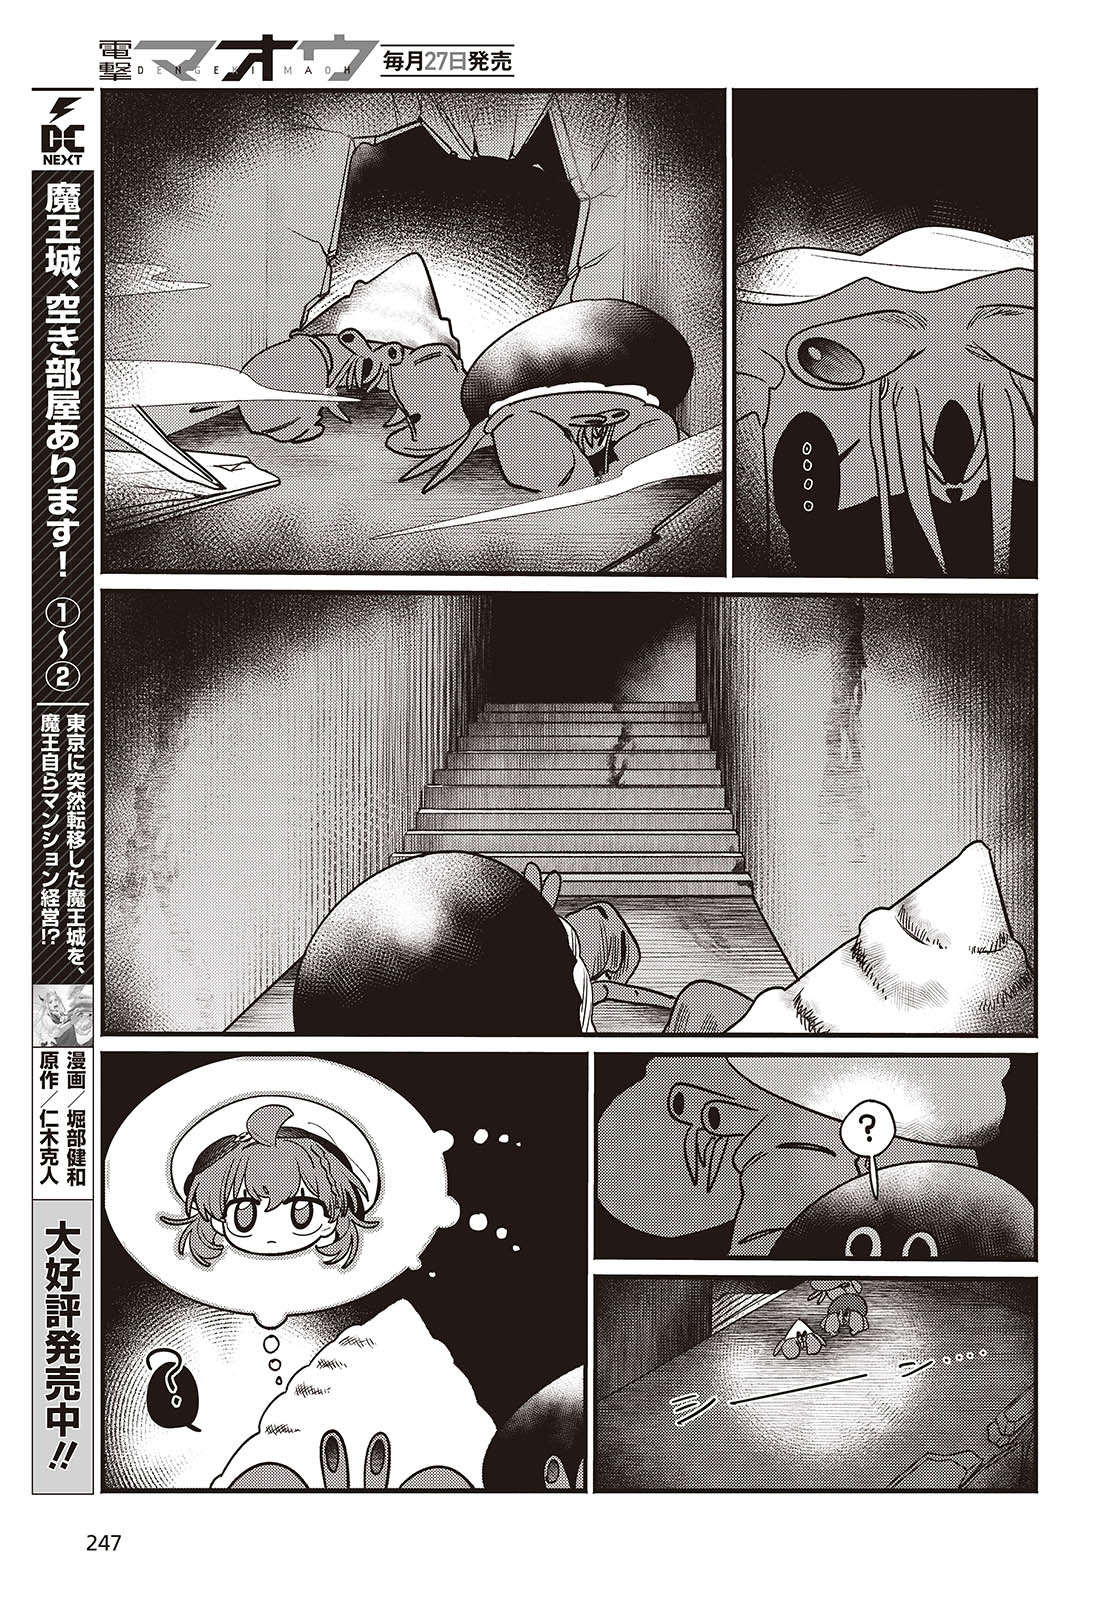 電撃マオウ
DENGEKI MAOH
毎月27日発売
。。。。
?
シーン‥‥
?
DC
NEXT
魔王城、空き部屋あります! ①〜②
東京に突然転移した魔王城を、
魔王自らマンション経営!?
漫画/堀部健和
原作/仁木克人
大好評発売中!!
247